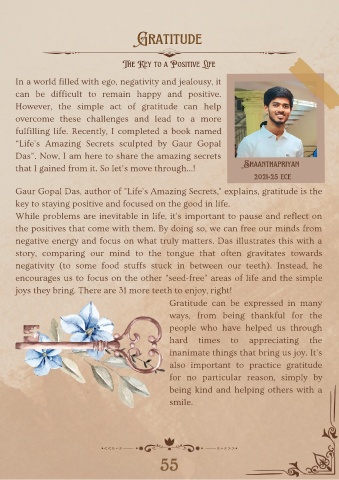 Gratitude
The Key to a Positive Life
In a world filled with ego, negativity and jealousy, it
can be difficult to remain happy and positive.
However, the simple act of gratitude can help
overcome these challenges and lead to a more
fulfilling life. Recently, I completed a book named
"Life's Amazing Secrets sculpted by Gaur Gopal
Das". Now, I am here to share the amazing secrets
that I gained from it. So let's move through...!
Shaanthapriyan
2021-25 ECE
Gaur Gopal Das, author of "Life's Amazing Secrets," explains, gratitude is the
key to staying positive and focused on the good in life.
While problems are inevitable in life, it's important to pause and reflect on
the positives that come with them. By doing so, we can free our minds from
negative energy and focus on what truly matters. Das illustrates this with a
story, comparing our mind to the tongue that often gravitates towards
negativity (to some food stuffs stuck in between our teeth). Instead, he
encourages us to focus on the other "seed-free" areas of life and the simple
joys they bring. There are 31 more teeth to enjoy, right!
Gratitude can be expressed in many
ways, from being thankful for the
people who have helped us through
hard times to appreciating the
inanimate things that bring us joy. It's
also important to practice gratitude
for no particular reason, simply by
being kind and helping others with a
smile.
55